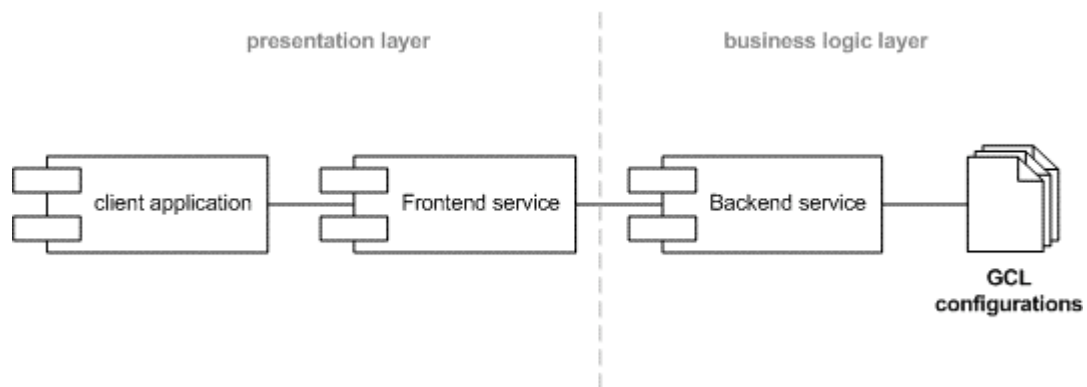 presentation layer
business logic layer
client application
Frontend service
Backend service
GCL
configurations